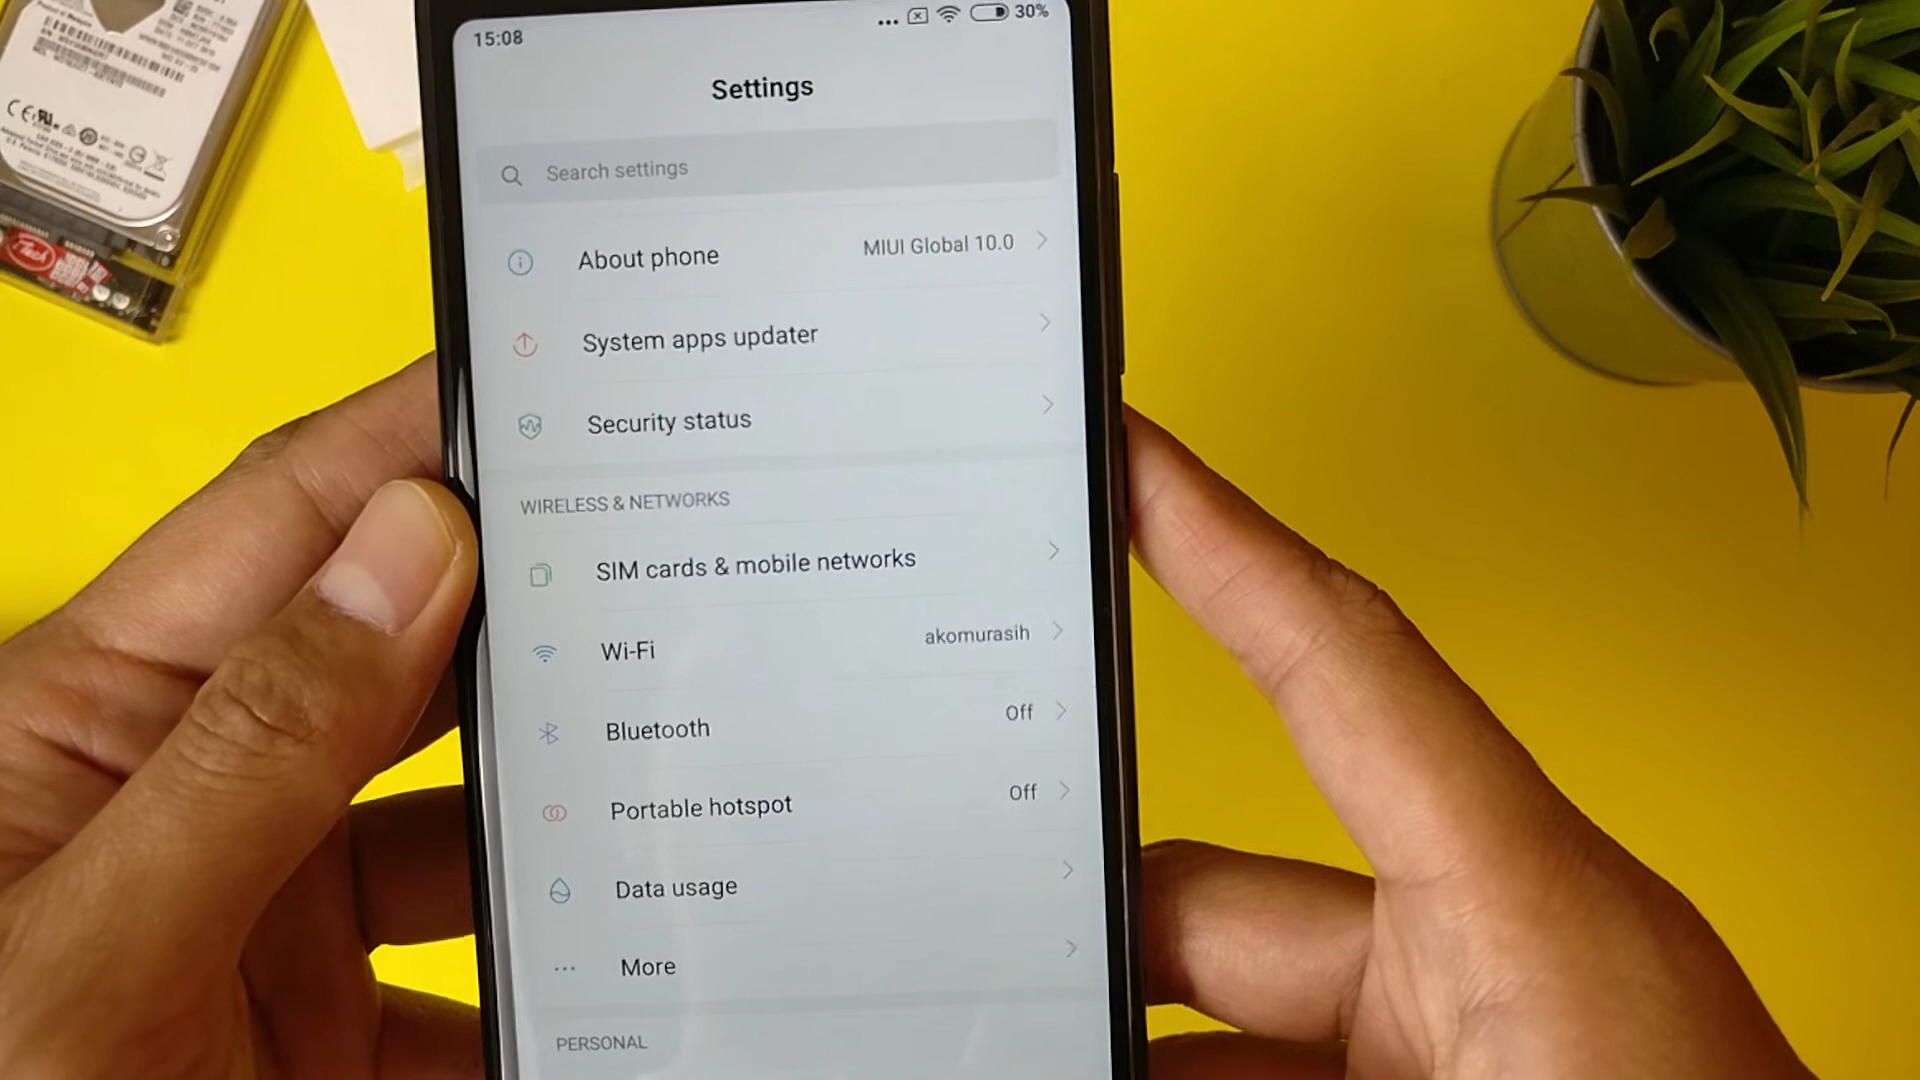 15:08
30%
Settings
Search settings
About phone
MIUI Global 10.0
System apps updater
Security status
WIRELESS & NETWORKS
SIM cards & mobile networks
Wi-Fi
akomurasih
Bluetooth
Off
Portable hotspot
Off
Data usage
More
PERSONAL